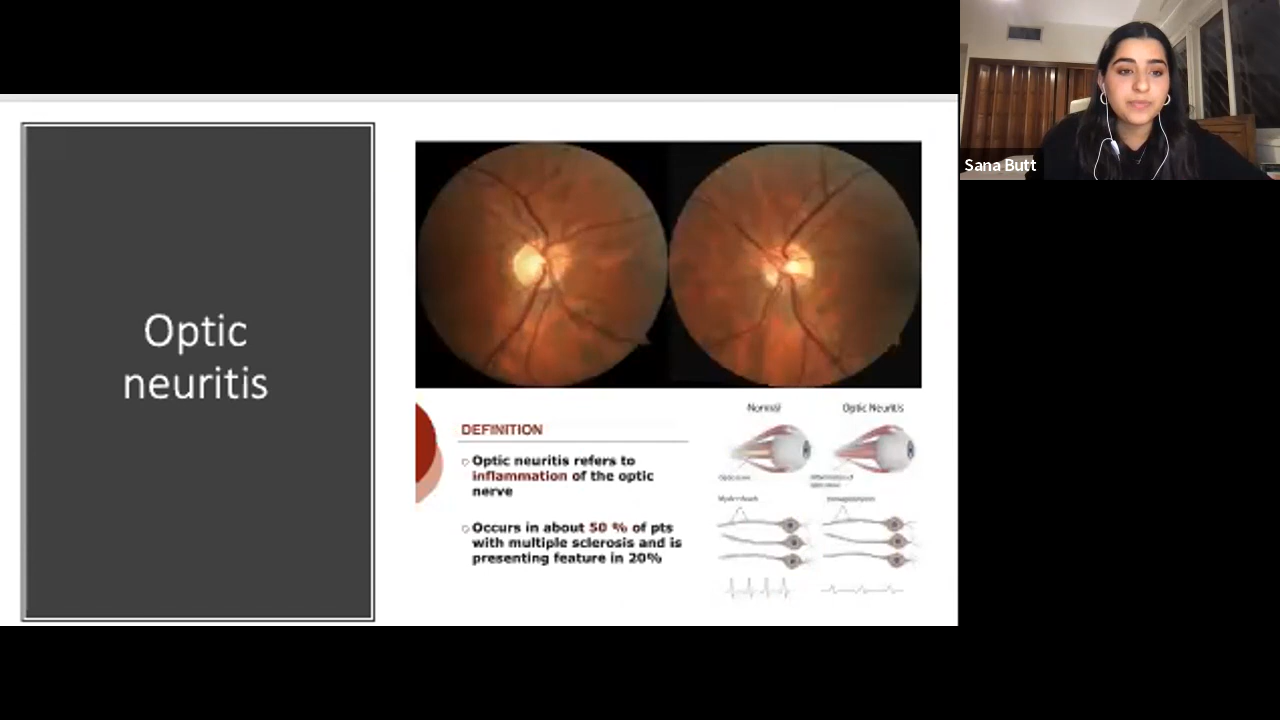 Optic
neuritis
DEFINITION
Optic neuritis refers to
inflammation of the optic
nerve
Occurs in about 50 % of pts
with multiple sclerosis and is
presenting feature in 20%
Normal
Optic Neuritis
Sana Butt